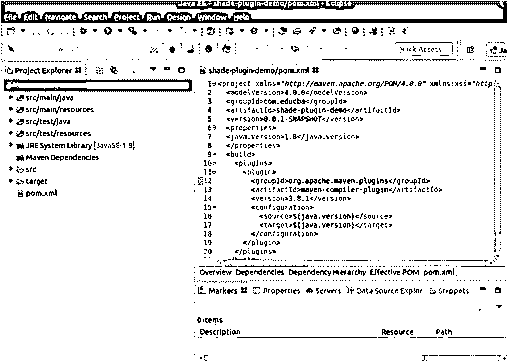 Java EE - shade-plugin-demo/pom.xml - Eclipse
File Edit Navigate Search Project Run Design Window Help
Quick Access
Project Explorer
src/main/java
src/main/resources
src/test/java
src/test/resources
JRE System Library [JavaSE-1.8]
Maven Dependencies
src
target
pom.xml
shade-plugin-demo/pom.xml
1 <project xmlns="http://maven.apache.org/POM/4.0.0" xmlns:xsi="http
2 <modelVersion>4.0.0</modelVersion>
3 <groupId>com.educba</groupId>
4 <artifactId>shade-plugin-demo</artifactId>
5 <version>0.0.1-SNAPSHOT</version>
6 <properties>
7 <java.version>1.8</java.version>
8 </properties>
9 <build>
10 <plugins>
11 <plugin>
12 <groupId>org.apache.maven.plugins</groupId>
13 <artifactId>maven-compiler-plugin</artifactId>
14 <version>3.8.1</version>
15 <configuration>
16 <source>${java.version}</source>
17 <target>${java.version}</target>
18 </configuration>
19 </plugin>
20 </plugins>
Overview Dependencies Dependency Hierarchy Effective POM pom.xml
Markers Properties Servers Data Source Explor Snippets
0 items
Description Resource Path